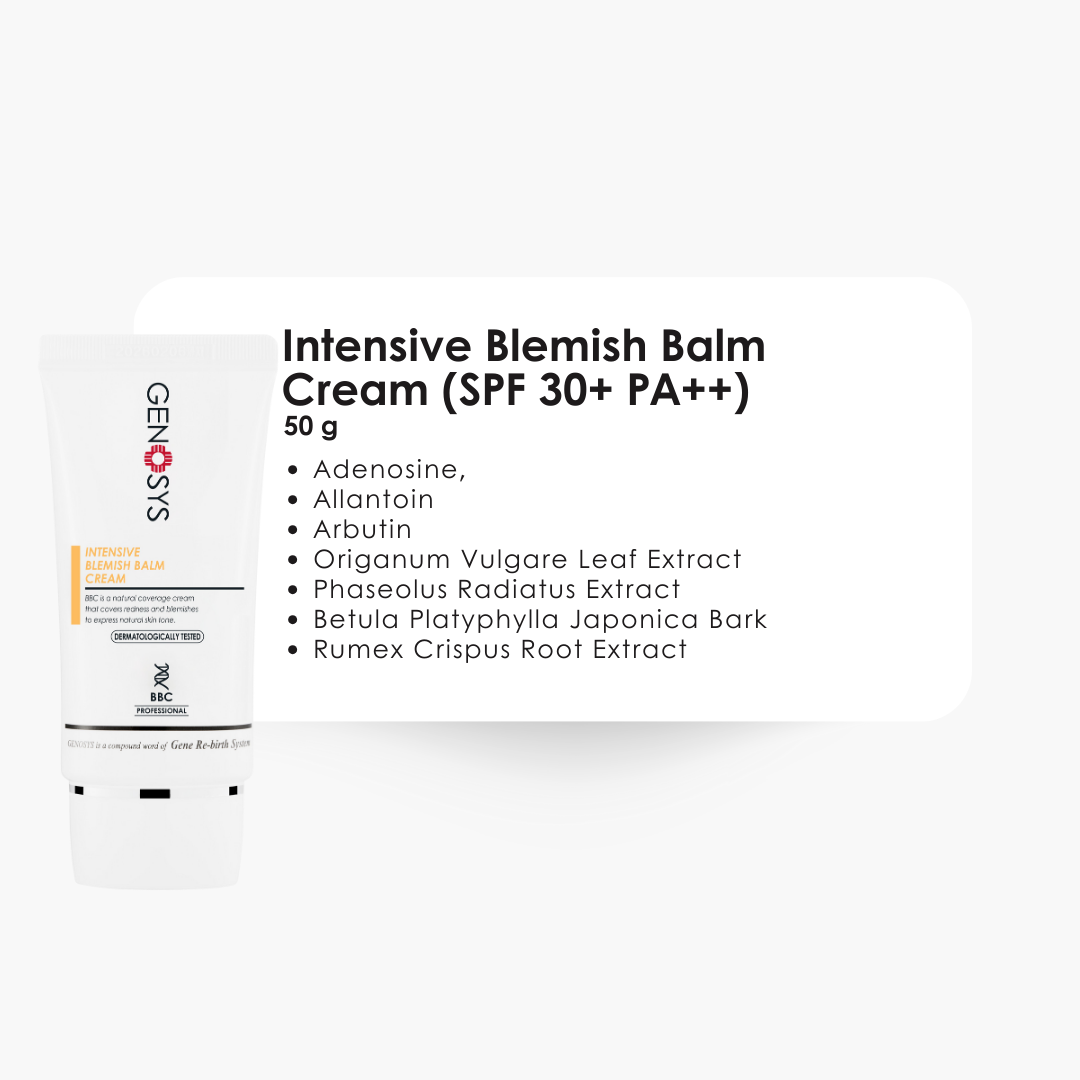 Intensive Blemish Balm
Cream (SPF 30+ PA++)
50 g
• Adenosine,
• Allantoin
• Arbutin
• Origanum Vulgare Leaf Extract
• Phaseolus Radiatus Extract
• Betula Platyphylla Japonica Bark
• Rumex Crispus Root Extract
GENOSYS
INTENSIVE
BLEMISH BALM
CREAM
BBC is a natural coverage cream
that covers redness and blemishes
to express natural skin tone.
DERMATOLOGICALLY TESTED
BBC
PROFESSIONAL
GENOSYS is a compound word of Gene Re-birth System